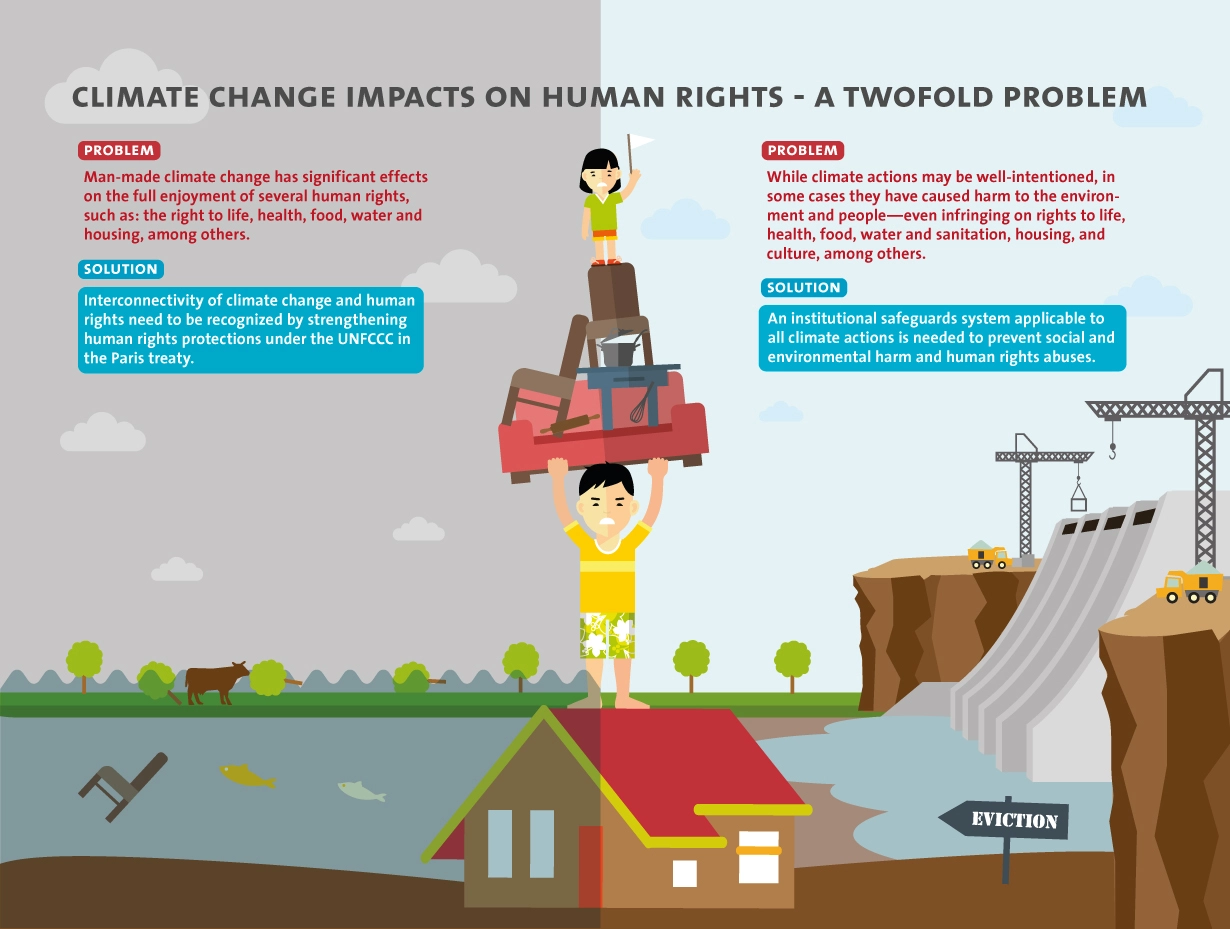 CLIMATE CHANGE IMPACTS ON HUMAN RIGHTS - A TWOFOLD PROBLEM
PROBLEM
Man-made climate change has significant effects
on the full enjoyment of several human rights,
such as: the right to life, health, food, water and
housing, among others.
SOLUTION
Interconnectivity of climate change and human
rights need to be recognized by strengthening
human rights protections under the UNFCCC in
the Paris treaty.
PROBLEM
While climate actions may be well-intentioned, in
some cases they have caused harm to the environ-
ment and people—even infringing on rights to life,
health, food, water and sanitation, housing, and
culture, among others.
SOLUTION
An institutional safeguards system applicable to
all climate actions is needed to prevent social and
environmental harm and human rights abuses.
EVICTION